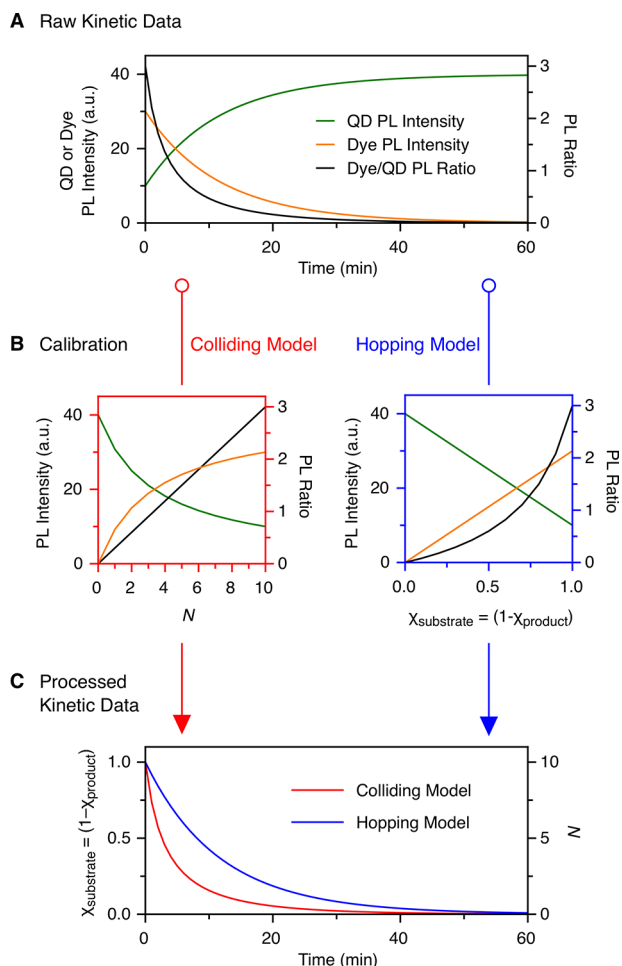 A Raw Kinetic Data
QD or Dye
PL Intensity (a.u.)
40
20
0
QD PL Intensity
Dye PL Intensity
Dye/QD PL Ratio
3
2
1
0
PL Ratio
0 20 40 60
Time (min)
B Calibration Colliding Model Hopping Model
PL Intensity (a.u.)
40
20
0
3
2
1
0
PL Ratio
0 2 4 6 8 10
N
PL Intensity (a.u.)
40
20
0
3
2
1
0
PL Ratio
0.0 0.5 1.0
χsubstrate = (1-χproduct)
C Processed
Kinetic Data
χsubstrate = (1−χproduct)
1.0
0.5
0.0
Colliding Model
Hopping Model
10
5
0
N
0 20 40 60
Time (min)